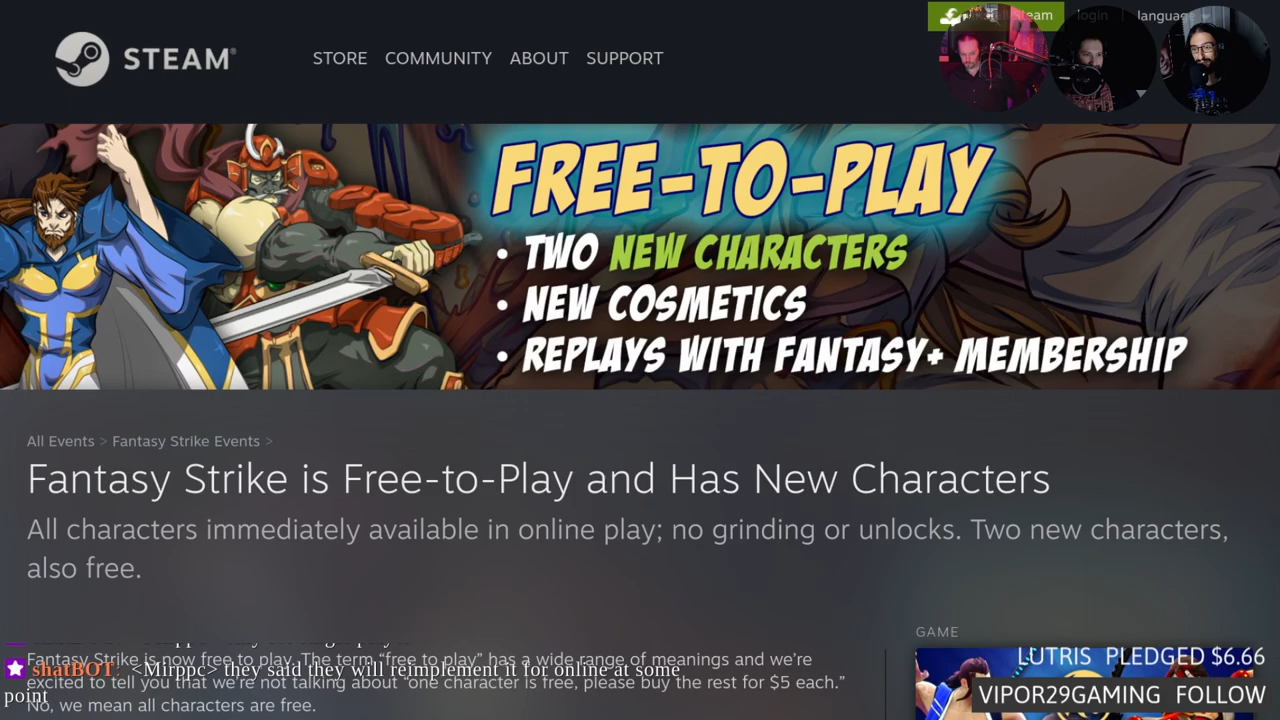 Steam
login
language
STEAM®
STORE COMMUNITY ABOUT SUPPORT
FREE-TO-PLAY
• TWO NEW CHARACTERS
• NEW COSMETICS
• REPLAYS WITH FANTASY+ MEMBERSHIP
All Events > Fantasy Strike Events >
Fantasy Strike is Free-to-Play and Has New Characters
All characters immediately available in online play; no grinding or unlocks. Two new characters,
also free.
GAME
Fantasy Strike is now free to play. The term “free to play” has a wide range of meanings and we’re
excited to tell you that we’re not talking about “one character is free, please buy the rest for $5 each.”
No, we mean all characters are free.
shatBOT: <Mirppc> they said they will reimplement it for online at some
point
LUTRIS PLEDGED $6.66
VIPOR29GAMING FOLLOW